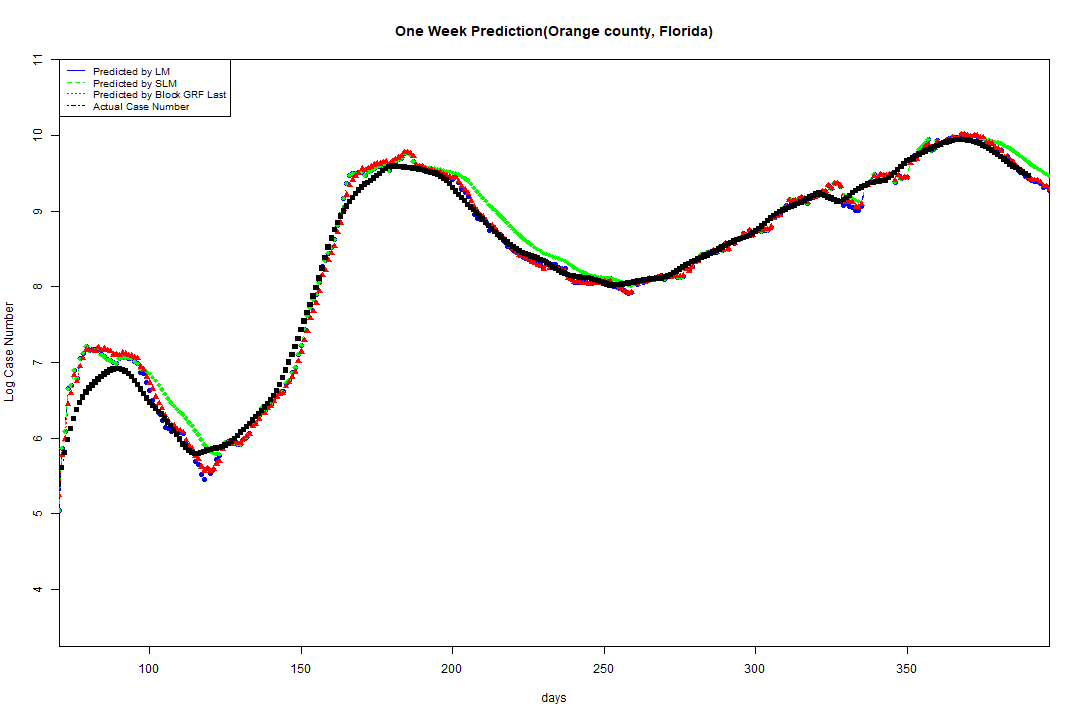 One Week Prediction(Orange county, Florida)
Predicted by LM
Predicted by SLM
Predicted by Block GRF Last
Actual Case Number
11
10
9
8
7
6
5
4
Log Case Number
100 150 200 250 300 350
days